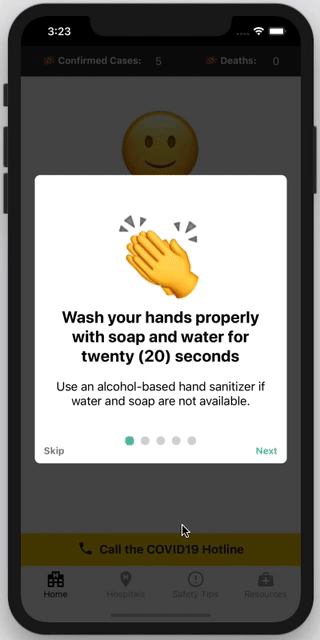 3:23
Confirmed Cases: 5 Deaths: 0
Wash your hands properly
with soap and water for
twenty (20) seconds
Use an alcohol-based hand sanitizer if
water and soap are not available.
Skip Next
Call the COVID19 Hotline
Home Hospitals Safety Tips Resources